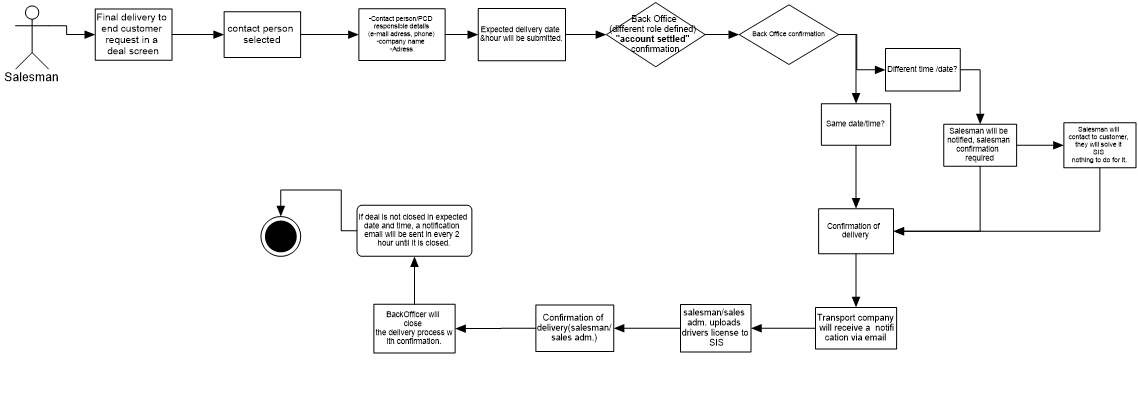 Salesman
Final delivery to
end customer
request in a
deal screen
contact person
selected
-Contact person/PCD
responsible details
(e-mail adress, phone)
-company name
-Adress
Expected delivery date
&hour will be submitted.
Back Office
(different role defined)
"account settled"
confirmation
Back Office confirmation
Different time /date?
Same date/time?
Salesman will be
notified, salesman
confirmation
required
Salesman will
contact to customer,
they will solve it
SIS
nothing to do for it.
Confirmation of
delivery
Transport company
will receive a notifi
cation via email
salesman/sales
adm. uploads
drivers license to
SIS
Confirmation of
delivery(salesman/
sales adm.)
BackOfficer will
close
the delivery process w
ith confirmation.
If deal is not closed in expected
date and time, a notification
email will be sent in every 2
hour until it is closed.